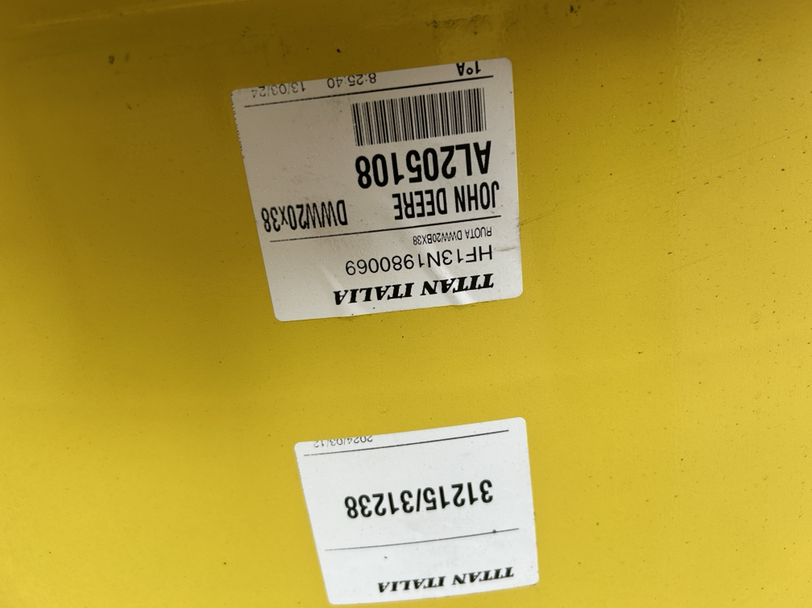 TITAN ITALIA
HF13N1980069
RUOTA DWW20BX38
JOHN DEERE DWW20x38
AL205108
1°A 8:25:40 13/03/24
TITAN ITALIA
31215/31238
2024/03/12